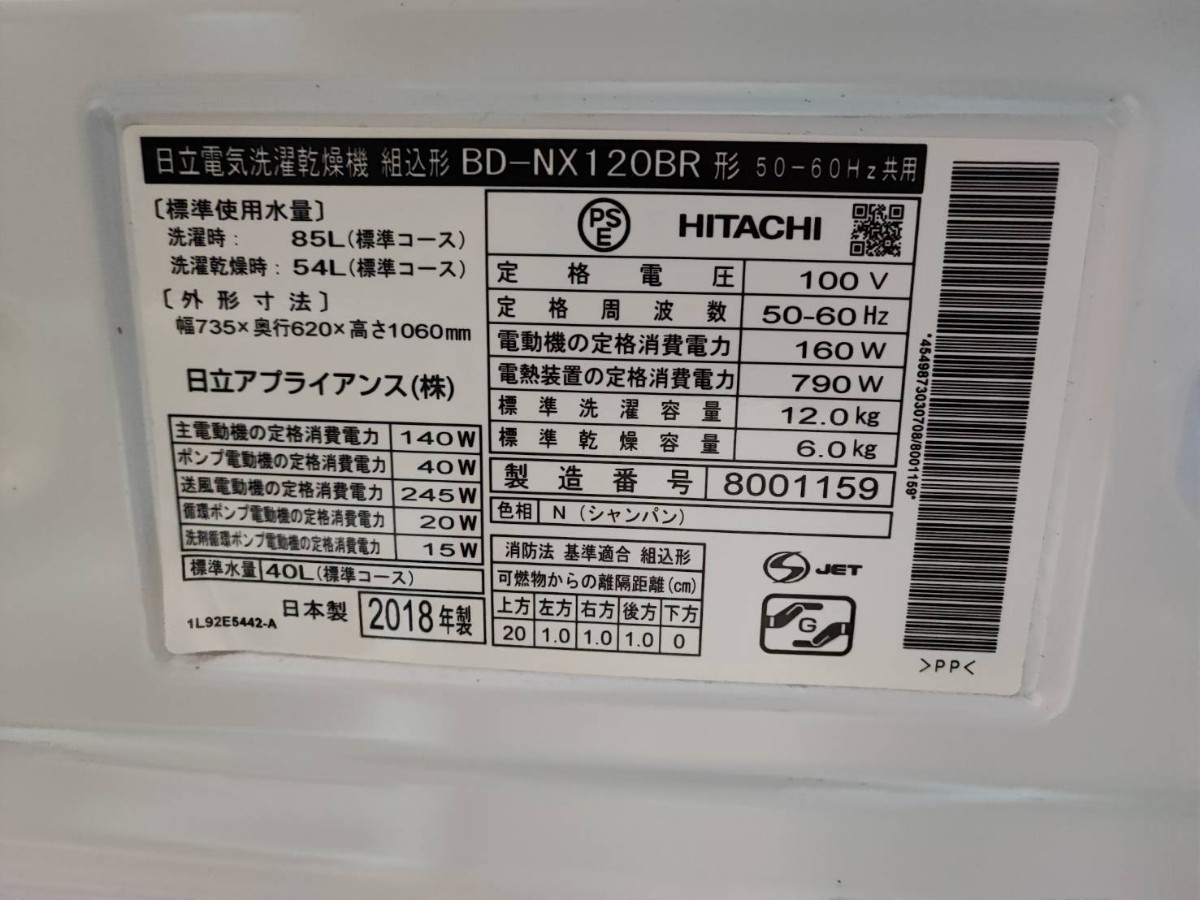 日立電気洗濯乾燥機 組込形 BD-NX120BR 形 50-60Hz共用
〔標準使用水量〕
洗濯時: 85L(標準コース)
洗濯乾燥時: 54L(標準コース)
〔外形寸法〕
幅735×奥行620×高さ1060mm
日立アプライアンス(株)
主電動機の定格消費電力 140W
ポンプ電動機の定格消費電力 40W
送風電動機の定格消費電力 245W
循環ポンプ電動機の定格消費電力 20W
洗剤循環ポンプ電動機の定格消費電力 15W
標準水量 40L(標準コース)
1L92E5442-A 日本製 2018年製
PSE HITACHI
定格電圧 100V
定格周波数 50-60Hz
電動機の定格消費電力 160W
電熱装置の定格消費電力 790W
標準洗濯容量 12.0kg
標準乾燥容量 6.0kg
製造番号 8001159
色相 N(シャンパン)
消防法 基準適合 組込形
可燃物からの離隔距離(cm)
上方 左方 右方 後方 下方
20 1.0 1.0 1.0 0
S JET
G
*4549873030708/8001159*
>PP<